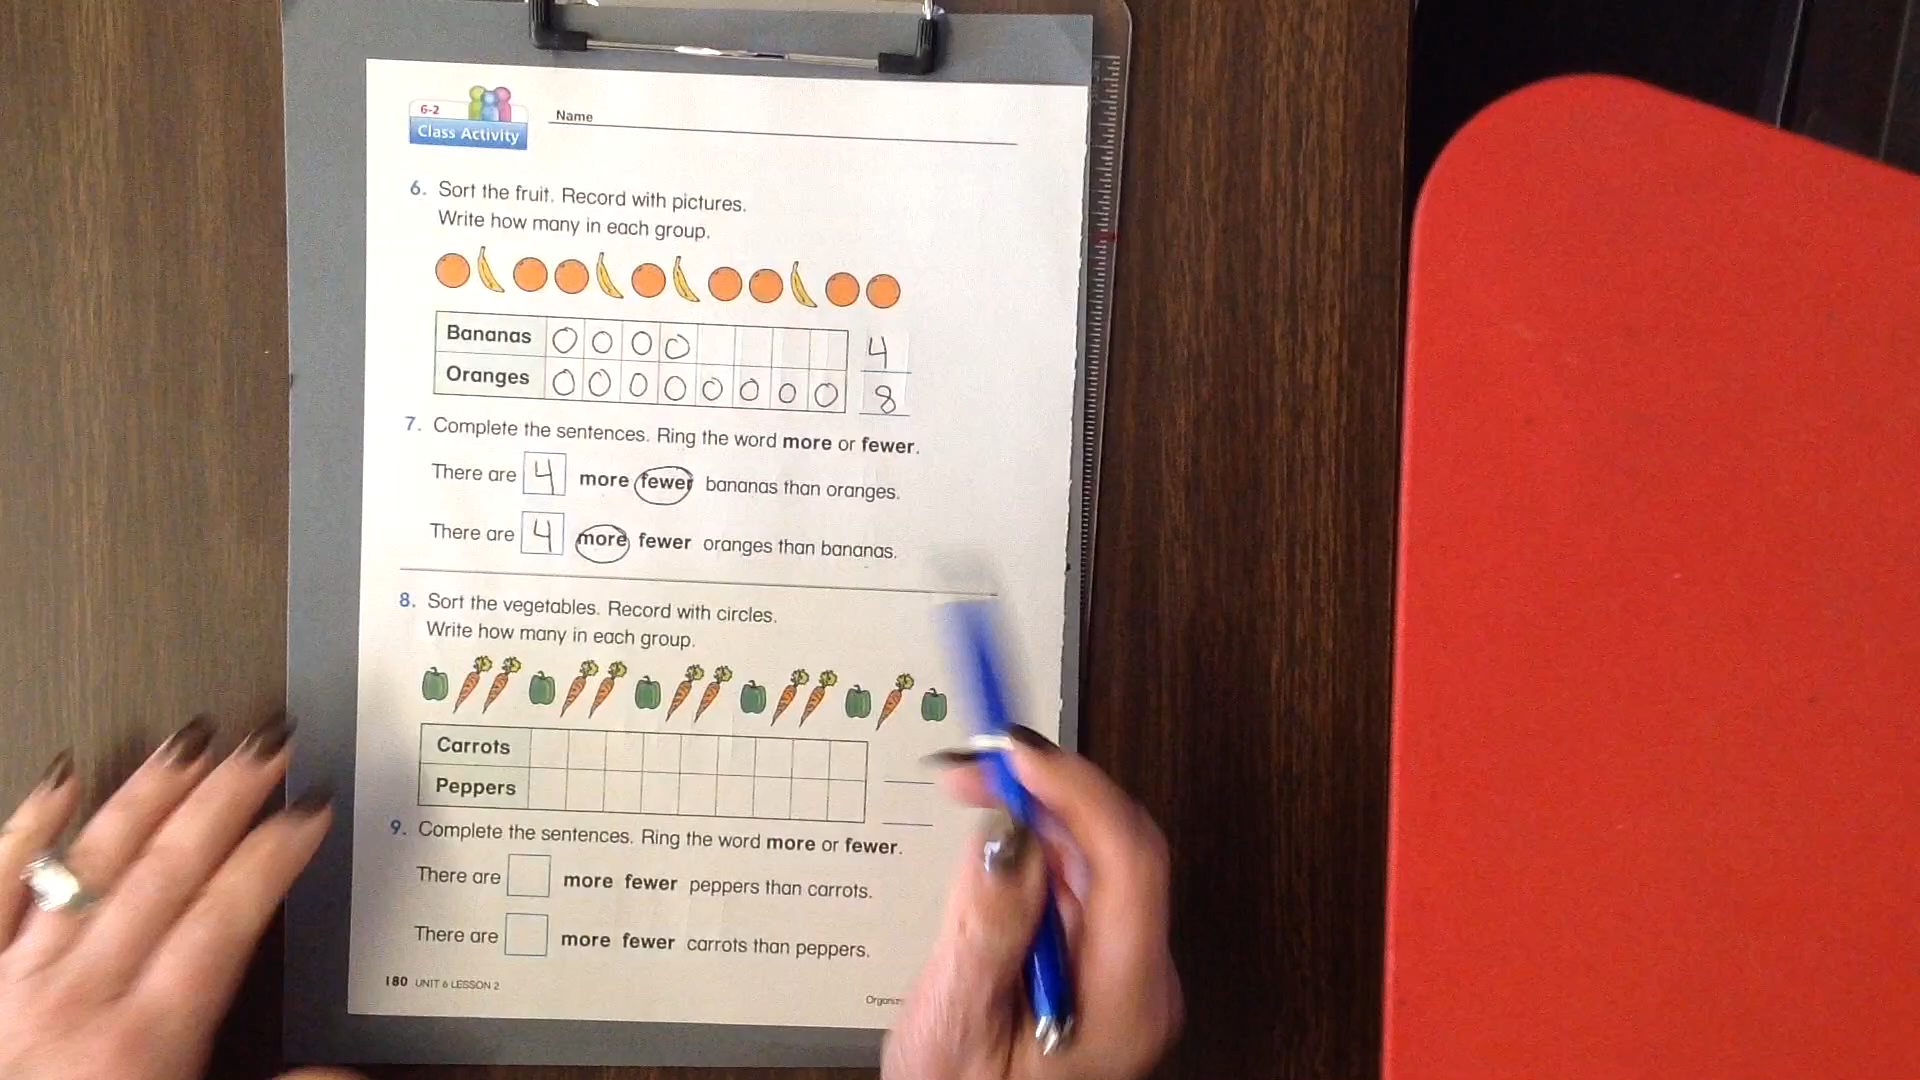 6-2
Class Activity
Name
6. Sort the fruit. Record with pictures.
Write how many in each group.
Bananas 4
Oranges 8
7. Complete the sentences. Ring the word more or fewer.
There are 4 more fewer bananas than oranges.
There are 4 more fewer oranges than bananas.
8. Sort the vegetables. Record with circles.
Write how many in each group.
Carrots
Peppers
9. Complete the sentences. Ring the word more or fewer.
There are more fewer peppers than carrots.
There are more fewer carrots than peppers.
180 UNIT 6 LESSON 2